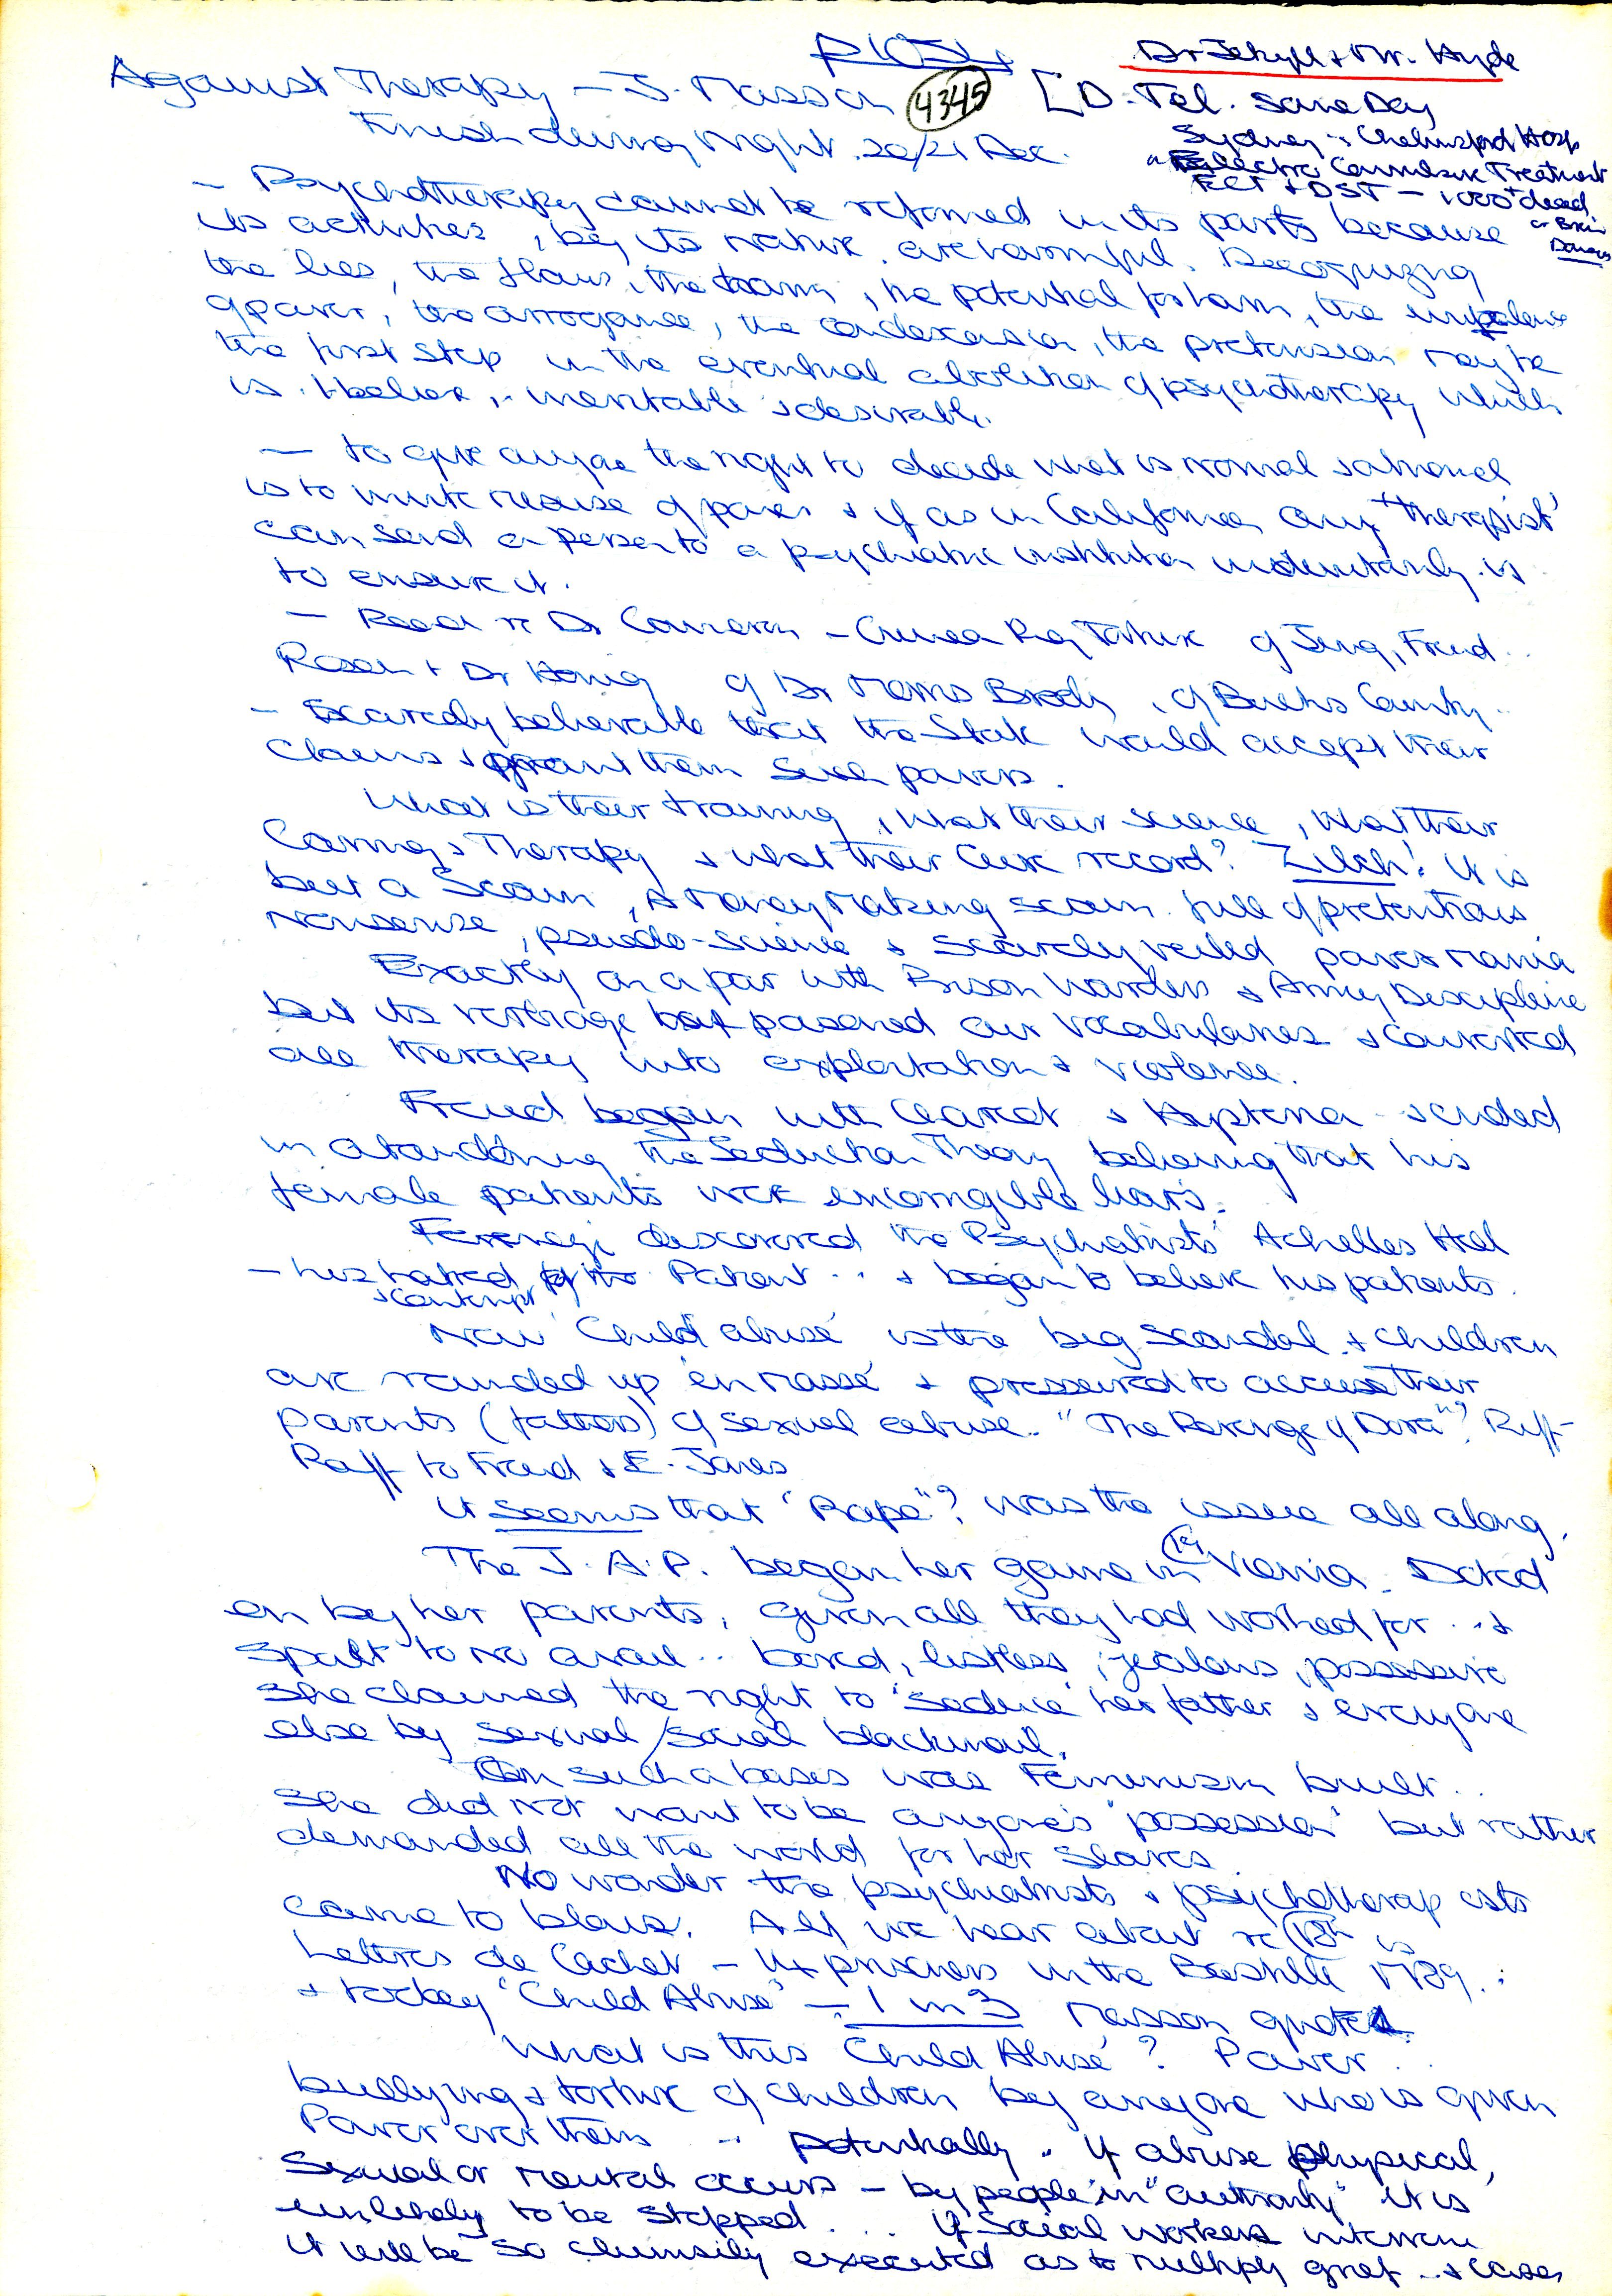 Dr Jekyll & Mr. Hyde
Against Therapy – J. Masson 4345 [D. Tel. same Day
Finish during Night 20/21 Dec.
Sydney : Chelmsford Hosp
Electro Convulsive Treatment
ECT + DST – 1000+ dead
or Brain
Damage
– Psychotherapy cannot be reformed in its parts because
its activities, by its nature, are harmful. Recognizing
the lies, the flaws, the harm, the potential for harm, the imbalance
of power, the arrogance, the condescension, the pretension may be
the first step in the eventual abolition of psychotherapy which
is, I believe, inevitable & desirable.
– to give anyone the right to decide what is normal & rational
is to invite misuse of power & if as in California any 'therapist'
can send a person to a psychiatric institution involuntarily is
to ensure it.
– Read re Dr Cameron – of Jung, Freud..
Rosen + Dr Honig of Dr Morris Brody, of Bucks County..
– Scarcely believable that the State would accept their
claims & grant them such powers.
What is their training, what their science, what their
Caring & Therapy & what their cure record? Zilch! It is
but a Scam, a Money Making scam full of pretentious
nonsense, pseudo-science & scarcely veiled power mania
Exactly on a par with Prison Warders & Army Discipline
but its verbiage has poisoned our vocabularies & converted
all therapy into exploitation & violence.
Freud began with Charcot & Hysteria – & ended
in abandoning the Seduction Theory believing that his
female patients were incorrigible liars.
Ferenczi discovered the Psychiatrists' Achilles Heel
– his hatred of the Patient... & began to believe his patients.
& contempt
Now 'Child abuse' is the big scandal & children
are rounded up 'en masse' & pressured to accuse their
parents (fathers) of sexual abuse. "The Revenge of Dora"? Riff-
Raff to Freud & E. Jones
It seems that "Rape"? was the issue all along.
The J.A.P. began her game in 19 Vienna. Doted
on by her parents, given all they had worked for... &
spoilt to no avail.. bored, listless, jealous, possessive
she claimed the right to 'seduce' her father & everyone
else by sexual/social blackmail.
On such a basis was Feminism built..
She did not want to be anyone's "possession" but rather
demanded all the world for her slaves.
No wonder the psychiatrists & psychotherapists
came to blows. All we hear about re 18th is
Lettres de Cachet – prisoners in the Bastille 1789..
& today "Child Abuse" – 1 in 3 Masson quotes
What is this 'Child Abuse'? Power..
bullying & torture of children by anyone who is given
Power over them .. potentially. If abuse physical,
sexual or mental occurs – by people in "authority" it is
unlikely to be stopped... If Social workers intervene
it will be so clumsily executed as to multiply grief.. & cases